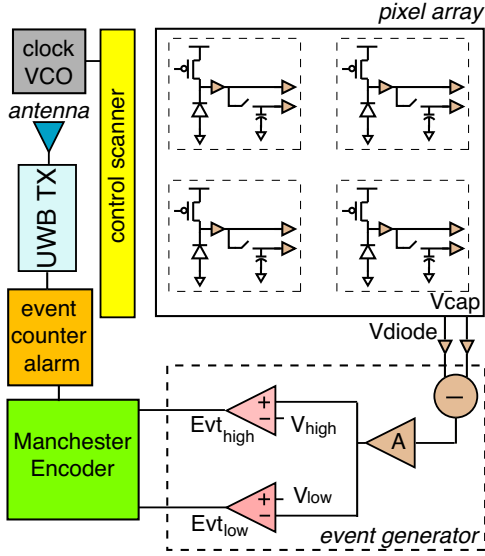 pixel array
clock
VCO
antenna
control scanner
UWB TX
event
counter
alarm
Vcap
Vdiode
Manchester
Encoder
+
−
Evthigh
Vhigh
A
−
+
−
Evtlow
Vlow
event generator